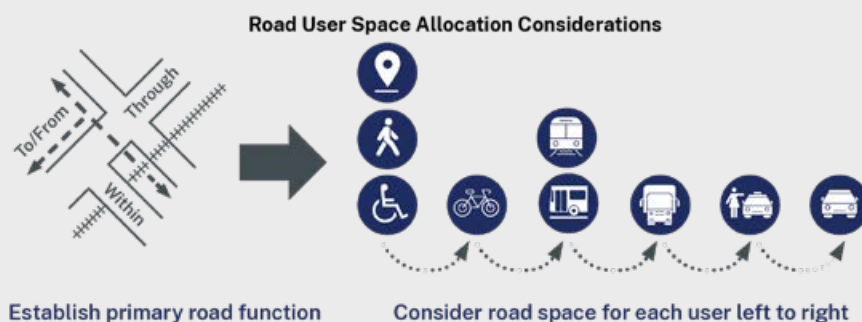 Road User Space Allocation Considerations
To/From
Through
Within
Establish primary road function
Consider road space for each user left to right